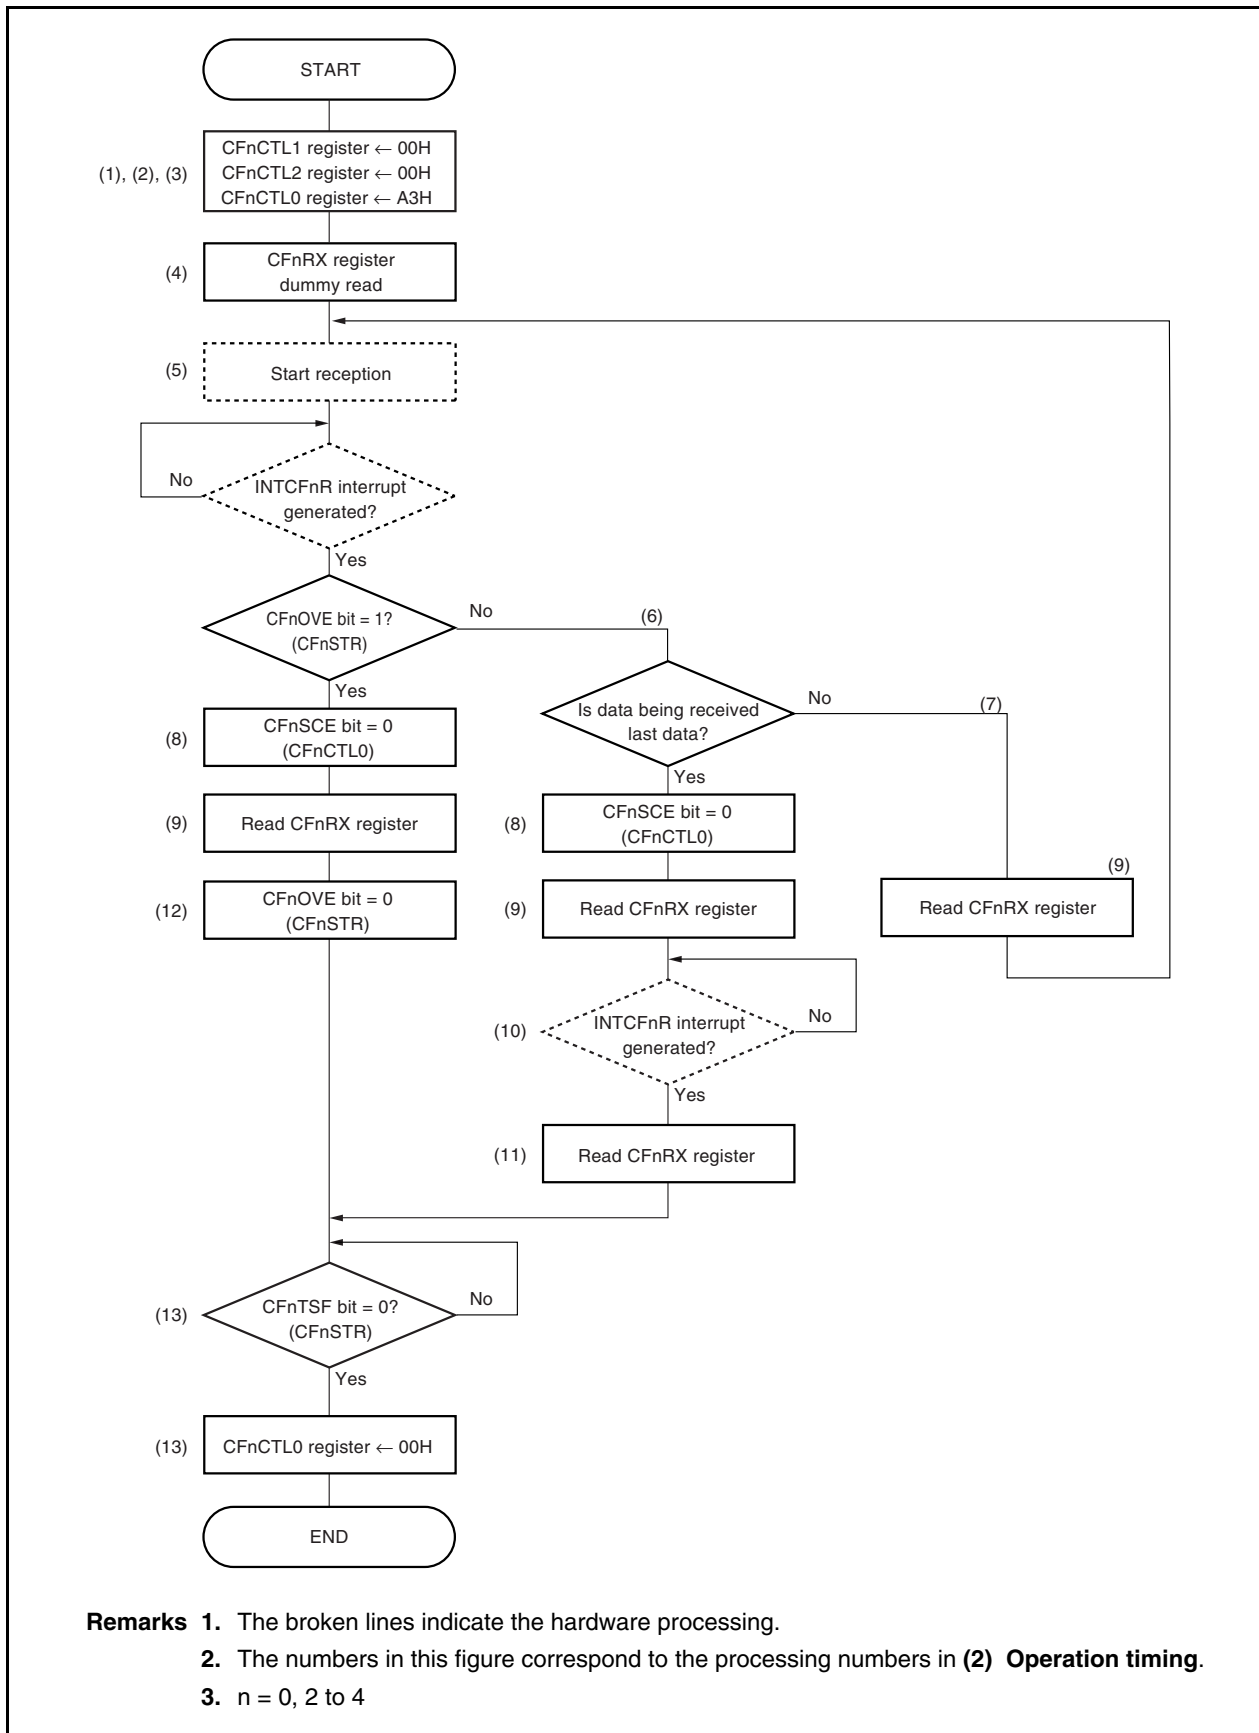 START
(1), (2), (3)
CFnCTL1 register ← 00H
CFnCTL2 register ← 00H
CFnCTL0 register ← A3H
(4)
CFnRX register
dummy read
(5)
Start reception
No
INTCFnR interrupt
generated?
Yes
CFnOVE bit = 1?
(CFnSTR)
No
(6)
Yes
Is data being received
last data?
No
(7)
Yes
(8)
CFnSCE bit = 0
(CFnCTL0)
(8)
CFnSCE bit = 0
(CFnCTL0)
(9)
Read CFnRX register
(9)
Read CFnRX register
(9)
Read CFnRX register
(12)
CFnOVE bit = 0
(CFnSTR)
(10)
INTCFnR interrupt
generated?
No
Yes
(11)
Read CFnRX register
(13)
CFnTSF bit = 0?
(CFnSTR)
No
Yes
(13)
CFnCTL0 register ← 00H
END
Remarks 1. The broken lines indicate the hardware processing.
2. The numbers in this figure correspond to the processing numbers in (2) Operation timing.
3. n = 0, 2 to 4